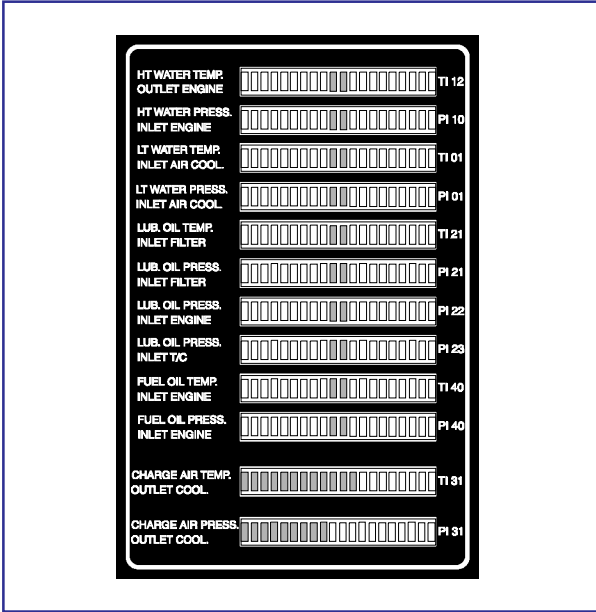 HT WATER TEMP.
OUTLET ENGINE
TI 12
HT WATER PRESS.
INLET ENGINE
PI 10
LT WATER TEMP.
INLET AIR COOL.
TI 01
LT WATER PRESS.
INLET AIR COOL.
PI 01
LUB. OIL TEMP.
INLET FILTER
TI 21
LUB. OIL PRESS.
INLET FILTER
PI 21
LUB. OIL PRESS.
INLET ENGINE
PI 22
LUB. OIL PRESS.
INLET T/C
PI 23
FUEL OIL TEMP.
INLET ENGINE
TI 40
FUEL OIL PRESS.
INLET ENGINE
PI 40
CHARGE AIR TEMP.
OUTLET COOL.
TI 31
CHARGE AIR PRESS.
OUTLET COOL.
PI 31